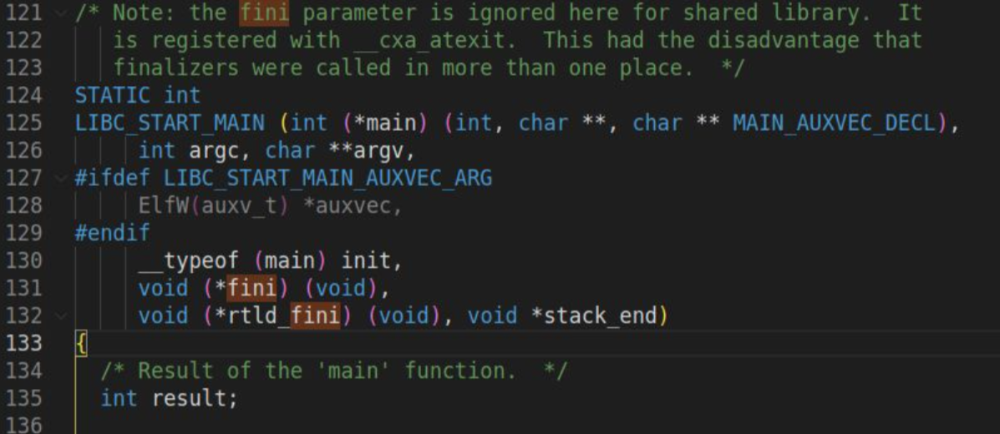 121 /* Note: the fini parameter is ignored here for shared library.  It
122    is registered with __cxa_atexit.  This had the disadvantage that
123    finalizers were called in more than one place.  */
124 STATIC int
125 LIBC_START_MAIN (int (*main) (int, char **, char ** MAIN_AUXVEC_DECL),
126      int argc, char **argv,
127 #ifdef LIBC_START_MAIN_AUXVEC_ARG
128      ElfW(auxv_t) *auxvec,
129 #endif
130      __typeof (main) init,
131      void (*fini) (void),
132      void (*rtld_fini) (void), void *stack_end)
133 {
134   /* Result of the 'main' function.  */
135   int result;
136